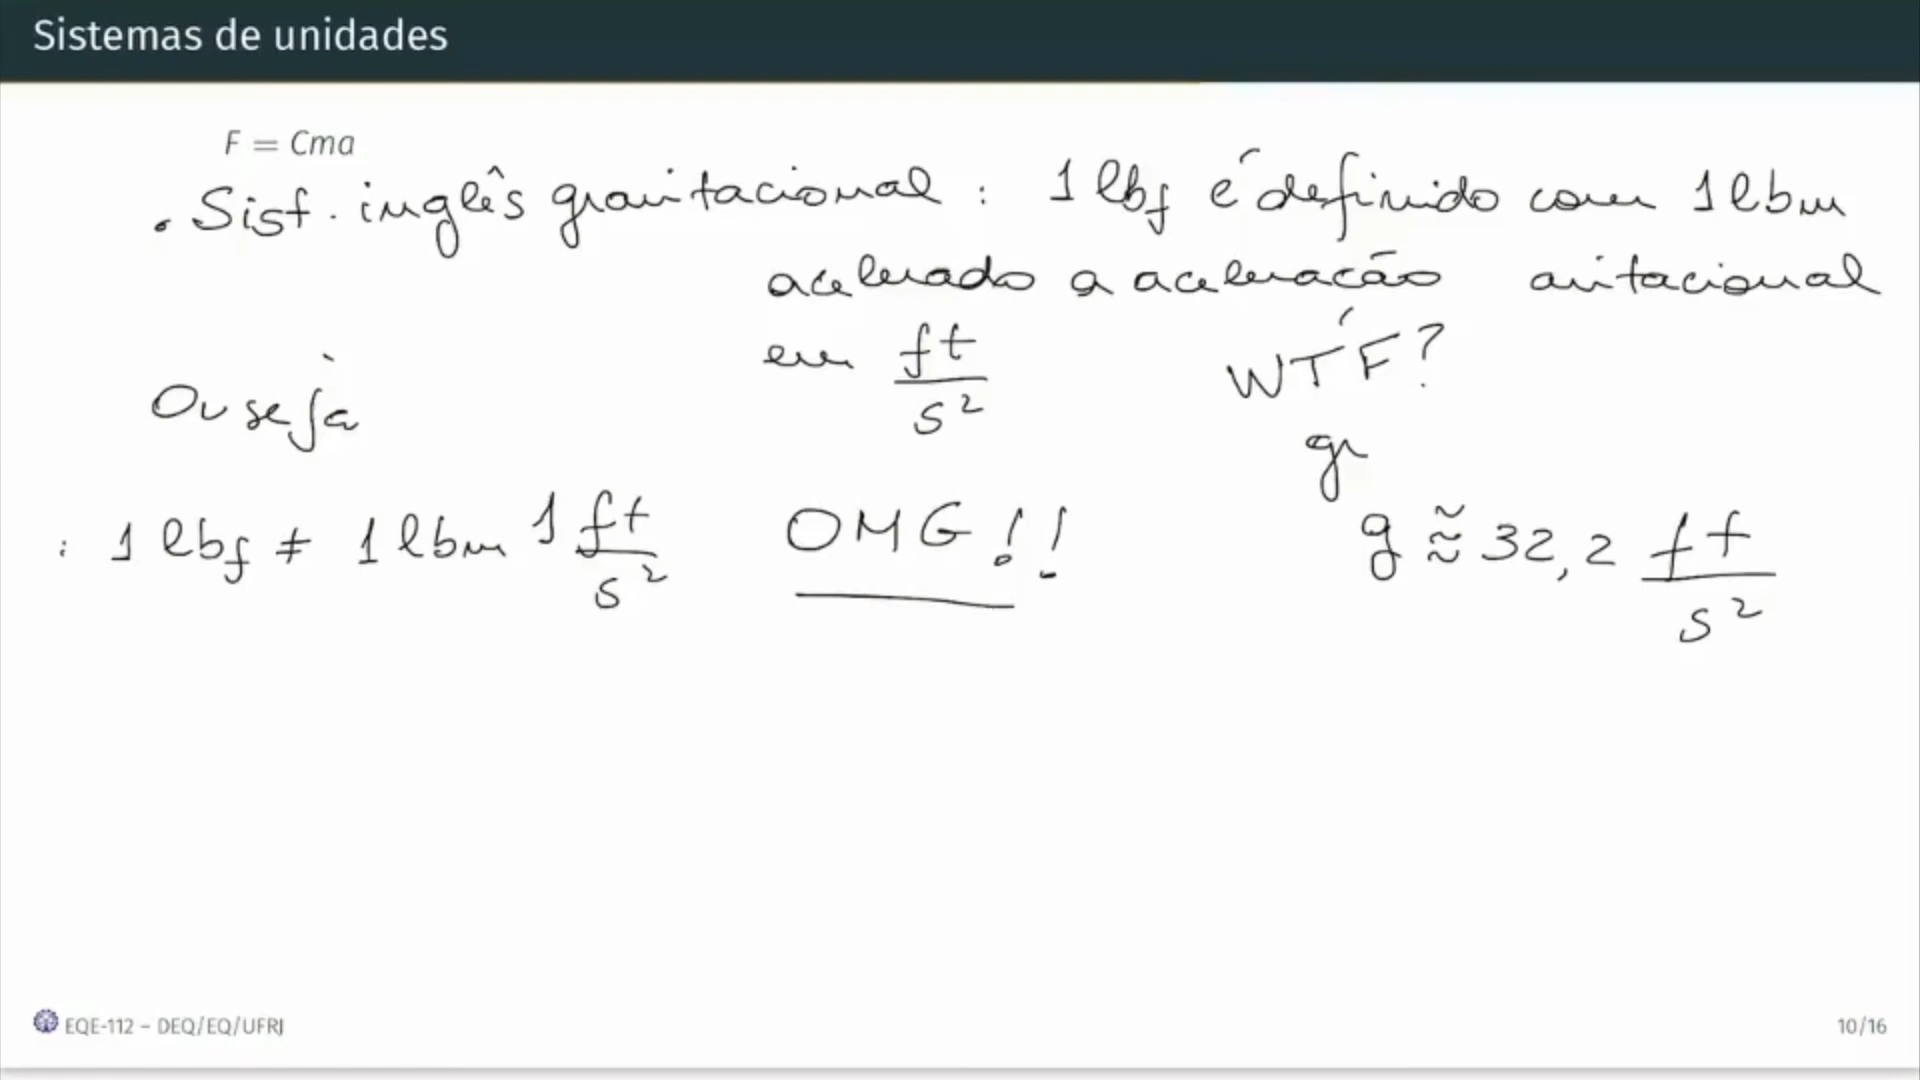 Sistemas de unidades
F = Cma
. Sist. inglês gravitacional : 1 lbf é definido com 1 lbm
acelerado a aceleração avitacional
em ft/s²
WTF?
Ou seja
gr
: 1 lbf ≠ 1 lbm 1 ft/s² OMG!! g ≈ 32,2 ft/s²
EQE-112 – DEQ/EQ/UFRJ
10/16